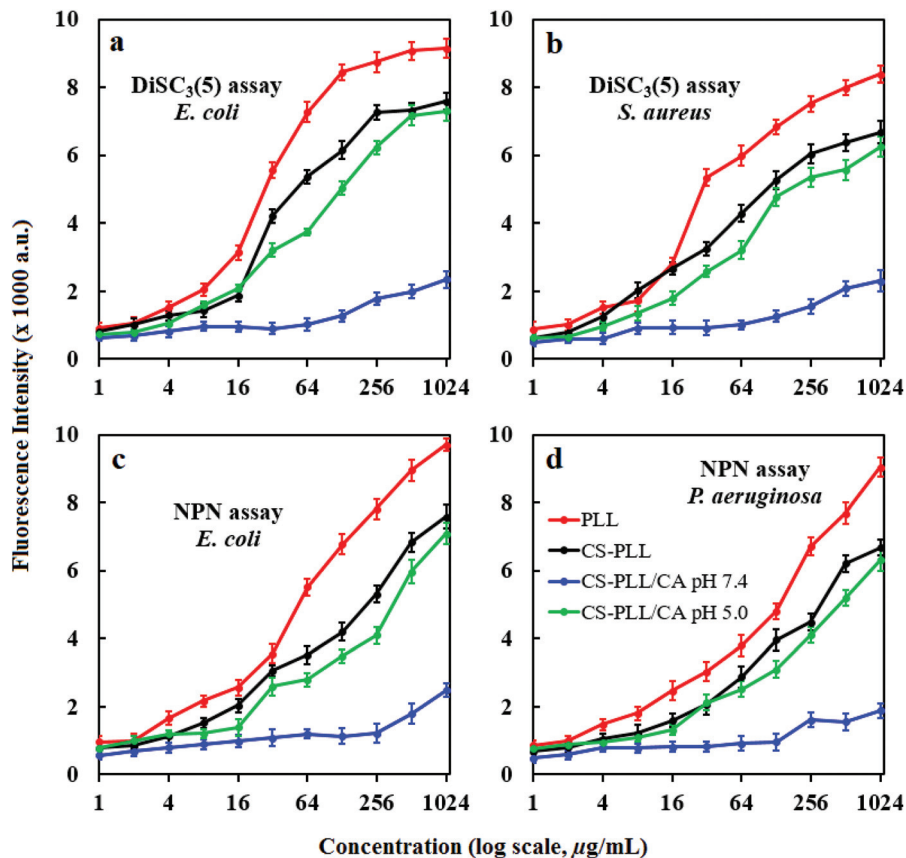 Fluorescence Intensity (x 1000 a.u.)
a
DiSC₃(5) assay
E. coli
10
8
6
4
2
0
1 4 16 64 256 1024
b
DiSC₃(5) assay
S. aureus
10
8
6
4
2
0
1 4 16 64 256 1024
c
NPN assay
E. coli
10
8
6
4
2
0
1 4 16 64 256 1024
d
NPN assay
P. aeruginosa
PLL
CS-PLL
CS-PLL/CA pH 7.4
CS-PLL/CA pH 5.0
10
8
6
4
2
0
1 4 16 64 256 1024
Concentration (log scale, µg/mL)